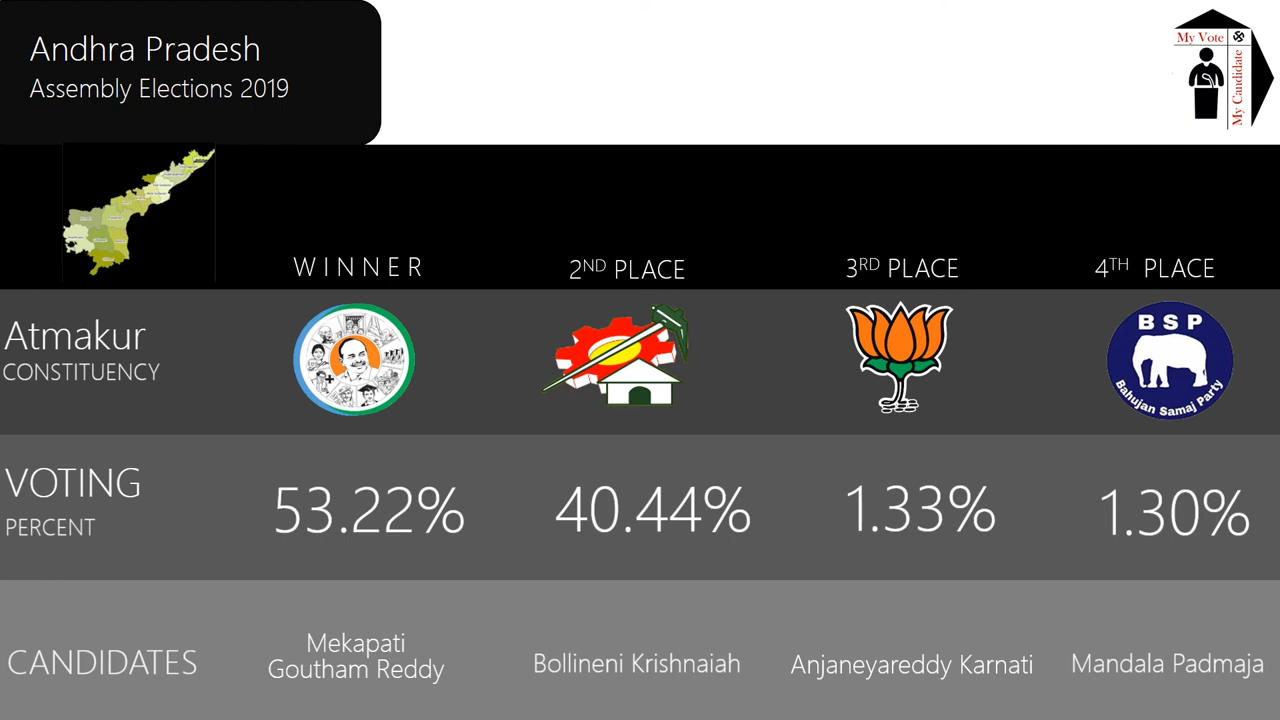 Andhra Pradesh
Assembly Elections 2019
My Vote
My Candidate
WINNER
2ND PLACE
3RD PLACE
4TH PLACE
Atmakur
CONSTITUENCY
BSP
Bahujan Samaj Party
VOTING
PERCENT
53.22%
40.44%
1.33%
1.30%
CANDIDATES
Mekapati
Goutham Reddy
Bollineni Krishnaiah
Anjaneyareddy Karnati
Mandala Padmaja